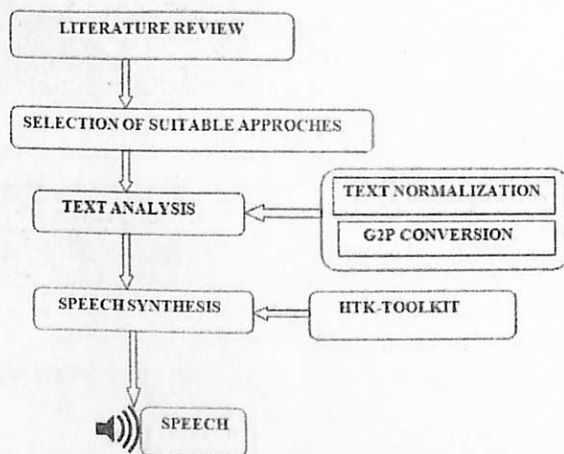 LITERATURE REVIEW
SELECTION OF SUITABLE APPROCHES
TEXT ANALYSIS
TEXT NORMALIZATION
G2P CONVERSION
SPEECH SYNTHESIS
HTK-TOOLKIT
SPEECH